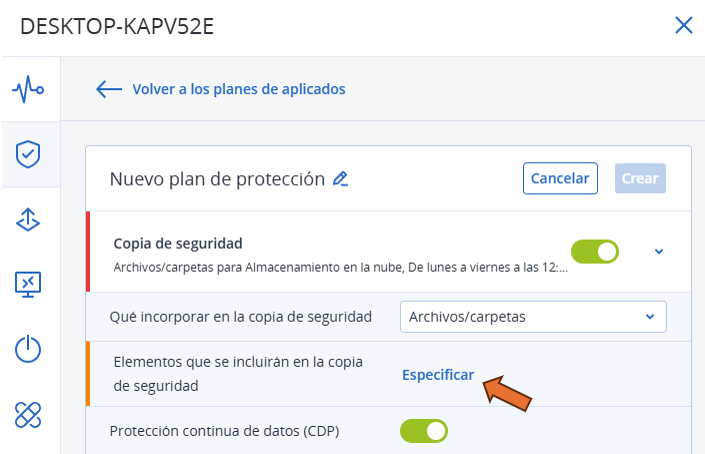 DESKTOP-KAPV52E
Volver a los planes de aplicados
Nuevo plan de protección
Cancelar
Crear
Copia de seguridad
Archivos/carpetas para Almacenamiento en la nube, De lunes a viernes a las 12:...
Qué incorporar en la copia de seguridad
Archivos/carpetas
Elementos que se incluirán en la copia
de seguridad
Especificar
Protección continua de datos (CDP)